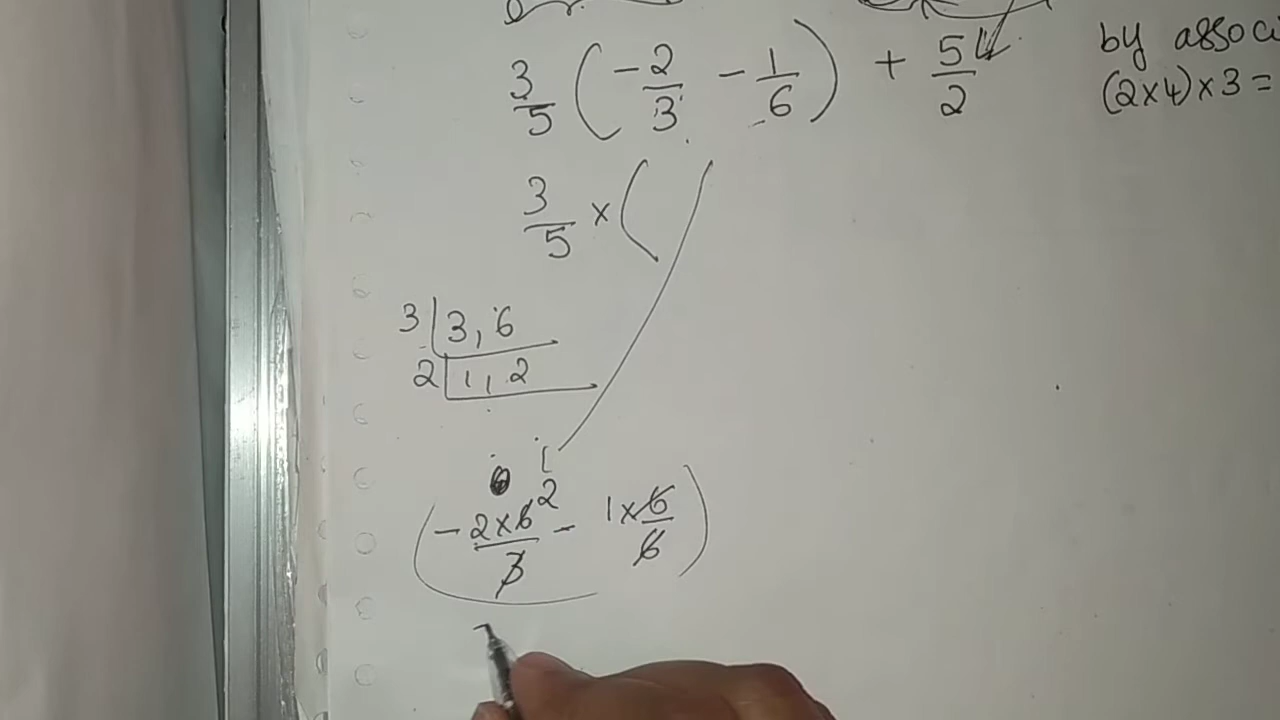 3/5 ( -2/3 - 1/6 ) + 5/2
by associ
(2×4)×3 =
3/5 × (
3 | 3, 6
2 | 1, 2
( -2×6² /3 - 1×6/6 )